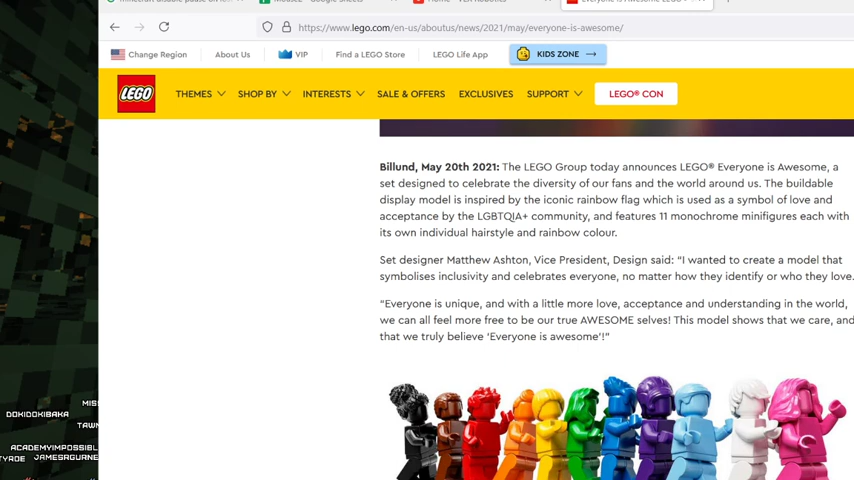 https://www.lego.com/en-us/aboutus/news/2021/may/everyone-is-awesome/
Change Region About Us VIP Find a LEGO Store LEGO Life App KIDS ZONE
LEGO THEMES SHOP BY INTERESTS SALE & OFFERS EXCLUSIVES SUPPORT LEGO® CON
Billund, May 20th 2021: The LEGO Group today announces LEGO® Everyone is Awesome, a
set designed to celebrate the diversity of our fans and the world around us. The buildable
display model is inspired by the iconic rainbow flag which is used as a symbol of love and
acceptance by the LGBTQIA+ community, and features 11 monochrome minifigures each with
its own individual hairstyle and rainbow colour.
Set designer Matthew Ashton, Vice President, Design said: “I wanted to create a model that
symbolises inclusivity and celebrates everyone, no matter how they identify or who they love.
“Everyone is unique, and with a little more love, acceptance and understanding in the world,
we can all feel more free to be our true AWESOME selves! This model shows that we care, and
that we truly believe ‘Everyone is awesome’!”
DOKIDOKIBAKA
TAWN
ACADEMYIMPOSSIBL